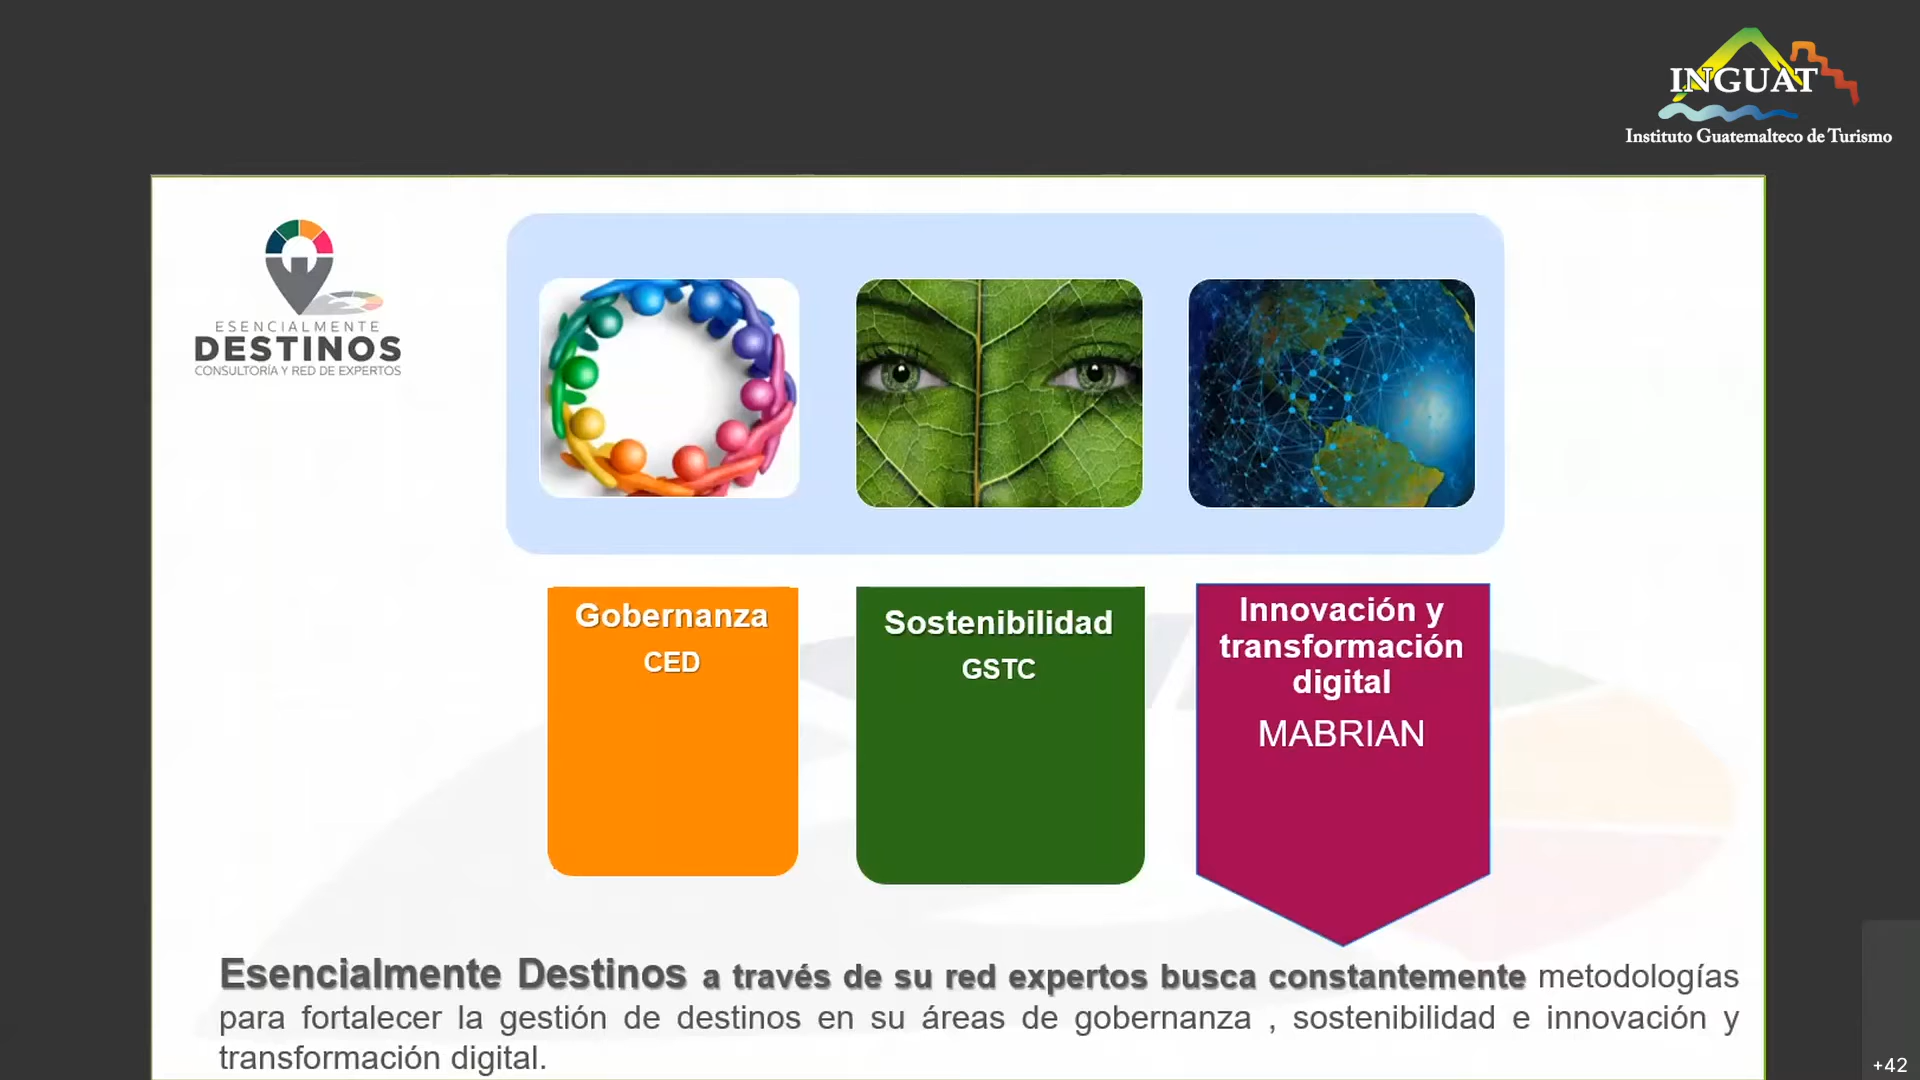 INGUAT
Instituto Guatemalteco de Turismo
ESENCIALMENTE
DESTINOS
CONSULTORÍA Y RED DE EXPERTOS
Gobernanza
CED
Sostenibilidad
GSTC
Innovación y
transformación
digital
MABRIAN
Esencialmente Destinos a través de su red expertos busca constantemente metodologías
para fortalecer la gestión de destinos en su áreas de gobernanza , sostenibilidad e innovación y
transformación digital.
+42